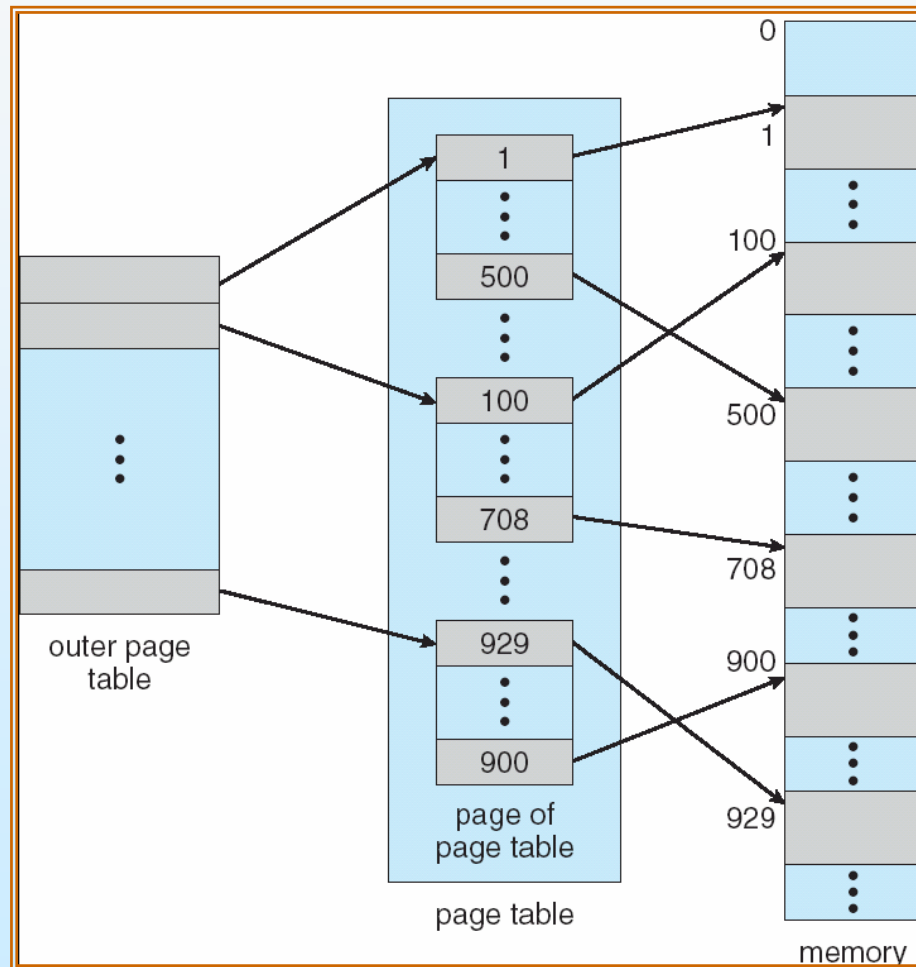 outer page
table
1
500
100
708
929
900
page of
page table
page table
0
1
100
500
708
900
929
memory